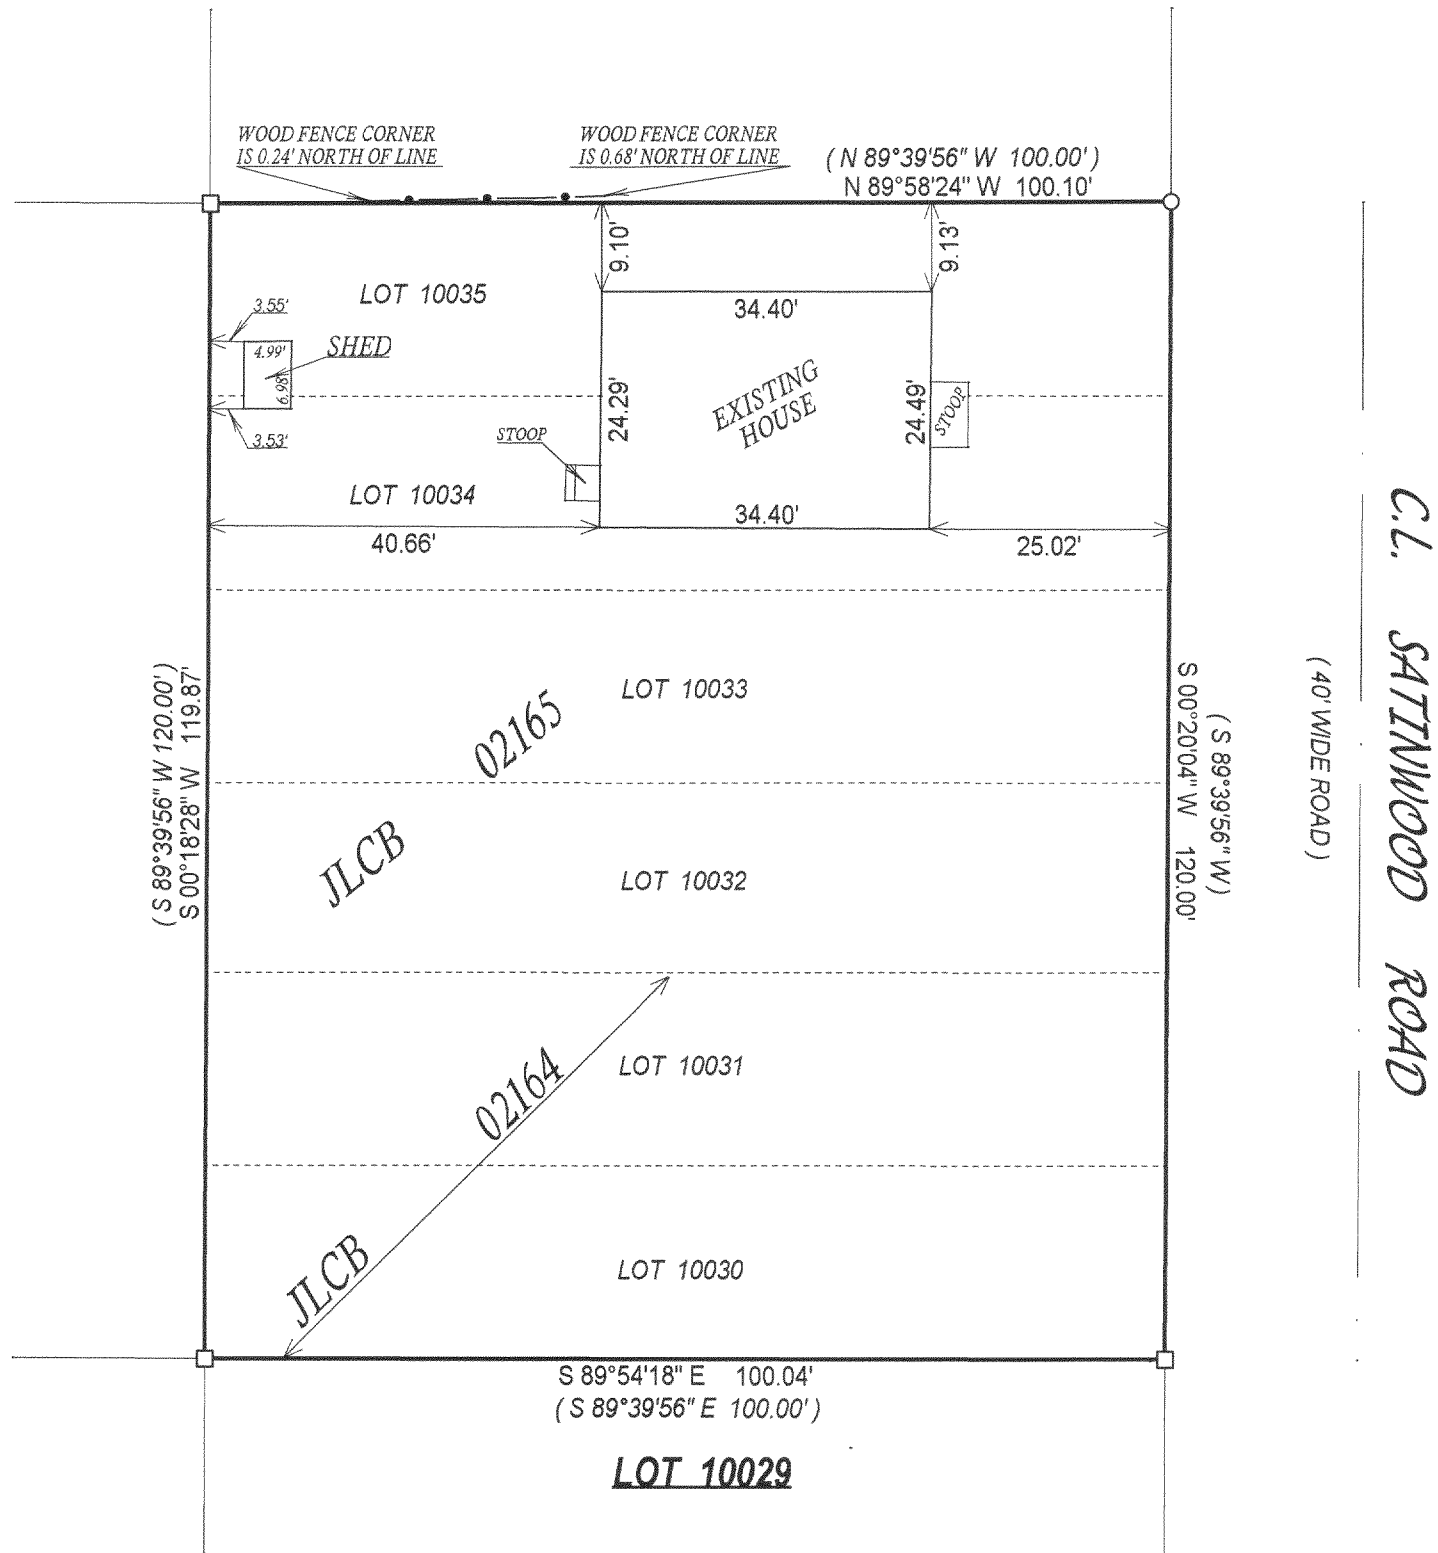 WOOD FENCE CORNER
IS 0.24' NORTH OF LINE
WOOD FENCE CORNER
IS 0.68' NORTH OF LINE
( N 89°39'56" W 100.00' )
N 89°58'24" W 100.10'
9.10'
9.13'
LOT 10035
34.40'
3.55'
4.99'
SHED
6.98'
3.53'
24.29'
EXISTING
HOUSE
24.49'
STOOP
STOOP
LOT 10034
34.40'
40.66'
25.02'
C.L. SATINWOOD ROAD
( 40' WIDE ROAD )
( S 89°39'56" W 120.00' )
S 00°18'28" W 119.87'
LOT 10033
S 00°20'04" W 120.00'
( S 89°39'56" W )
02165
JLCB
LOT 10032
LOT 10031
02164
JLCB
LOT 10030
S 89°54'18" E 100.04'
( S 89°39'56" E 100.00' )
LOT 10029